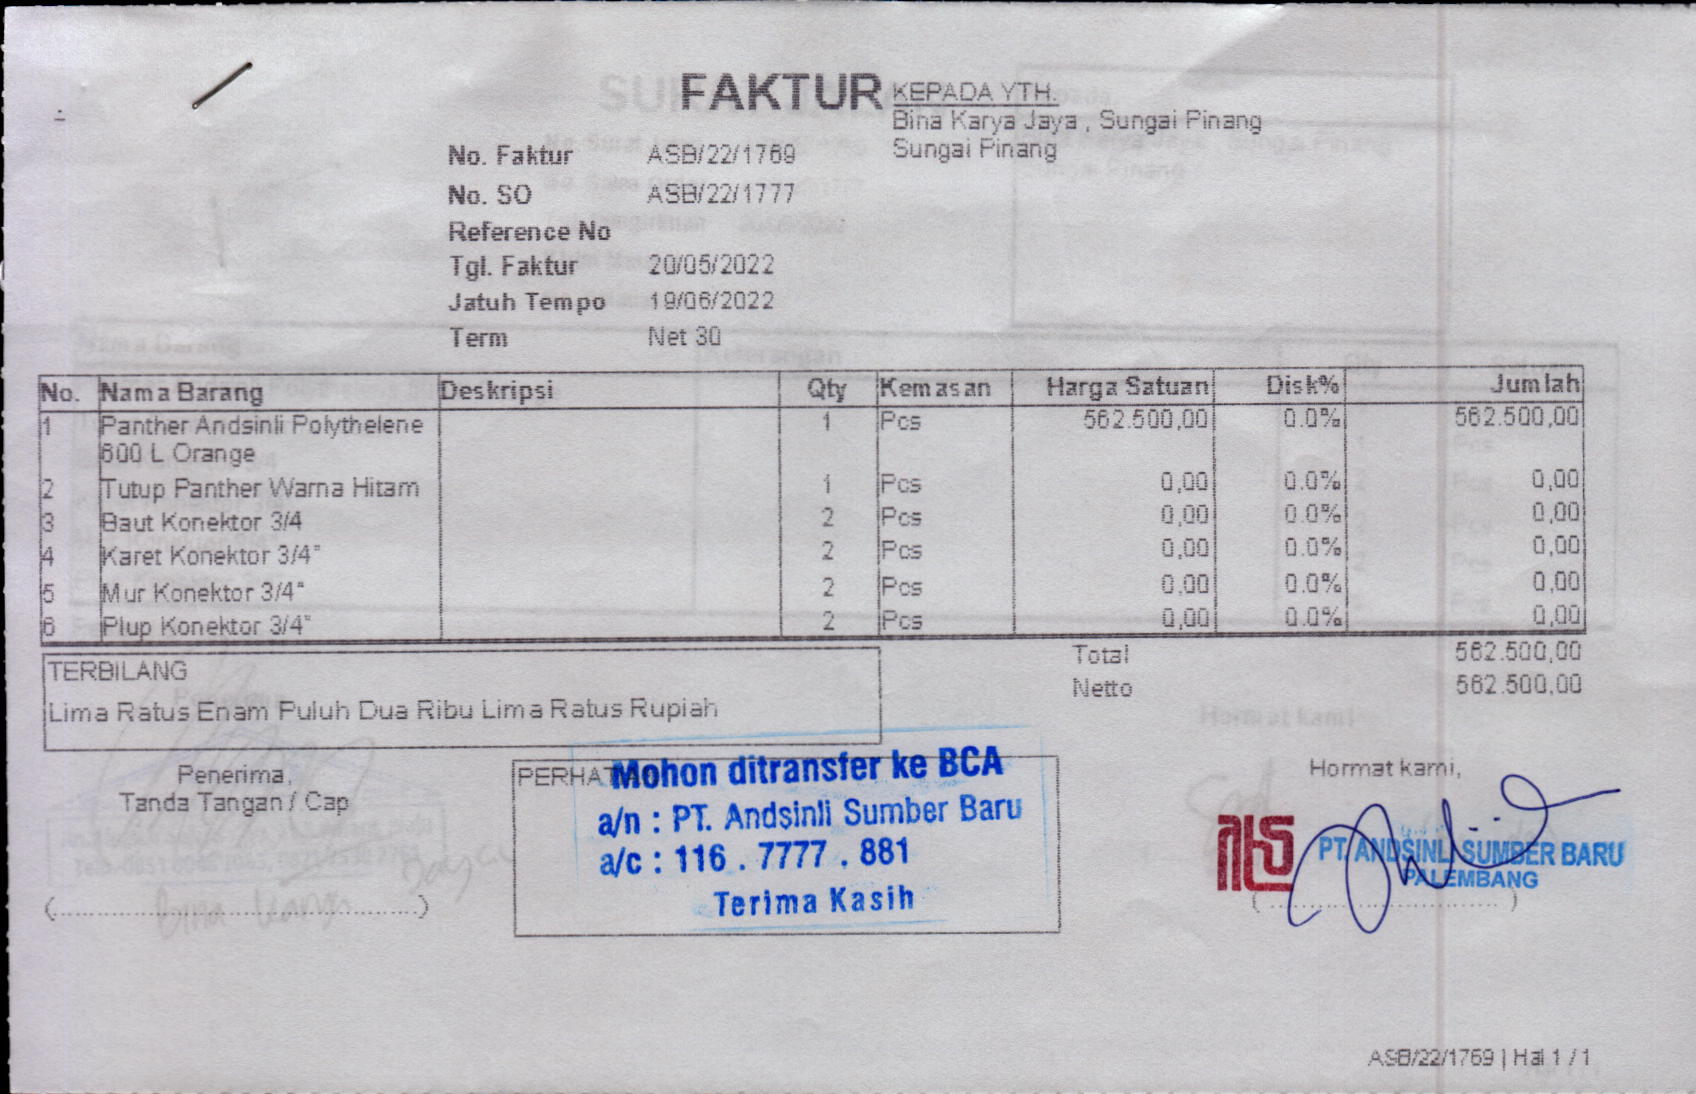 FAKTUR
KEPADA YTH.
Bina Karya Jaya , Sungai Pinang
Sungai Pinang
No. Faktur ASB/22/1769
No. SO ASB/22/1777
Reference No
Tgl. Faktur 20/05/2022
Jatuh Tempo 19/06/2022
Term Net 30
No. Nama Barang Deskripsi Qty Kemasan Harga Satuan Disk% Jumlah
1 Panther Andsinli Polythelene 1 Pcs 562.500,00 0.0% 562.500,00
600 L Orange
2 Tutup Panther Warna Hitam 1 Pcs 0,00 0.0% 0,00
3 Baut Konektor 3/4 2 Pcs 0,00 0.0% 0,00
4 Karet Konektor 3/4" 2 Pcs 0,00 0.0% 0,00
5 Mur Konektor 3/4" 2 Pcs 0,00 0.0% 0,00
6 Plup Konektor 3/4" 2 Pcs 0,00 0.0% 0,00
Total 562.500,00
Netto 562.500,00
TERBILANG
Lima Ratus Enam Puluh Dua Ribu Lima Ratus Rupiah
Penerima,
Tanda Tangan / Cap
(........................................)
Mohon ditransfer ke BCA
a/n : PT. Andsinli Sumber Baru
a/c : 116 . 7777 . 881
Terima Kasih
Hormat kami,
PT. ANDSINLI SUMBER BARU
PALEMBANG
(........................................)
ASB/22/1769 | Hal 1 / 1